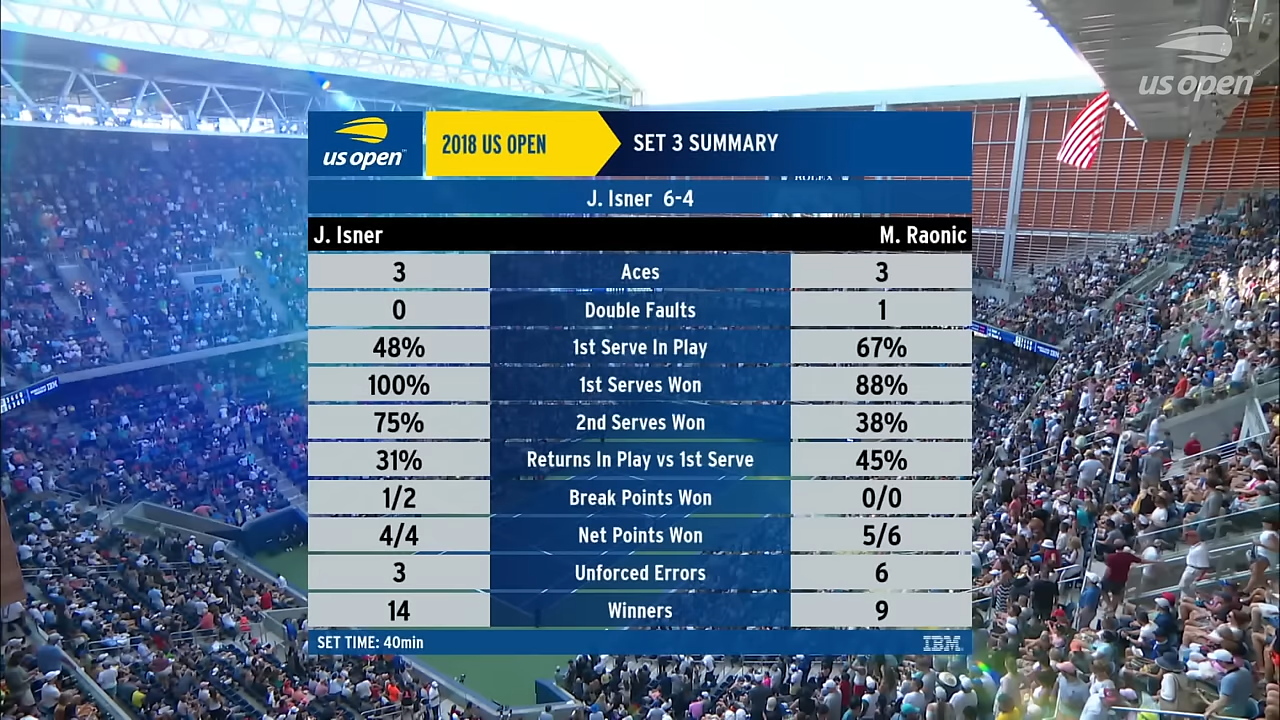 us open
us open
2018 US OPEN
SET 3 SUMMARY
ROLEX
J. Isner 6-4
J. Isner
M. Raonic
3 Aces 3
0 Double Faults 1
48% 1st Serve In Play 67%
100% 1st Serves Won 88%
75% 2nd Serves Won 38%
31% Returns In Play vs 1st Serve 45%
1/2 Break Points Won 0/0
4/4 Net Points Won 5/6
3 Unforced Errors 6
14 Winners 9
SET TIME: 40min
IBM